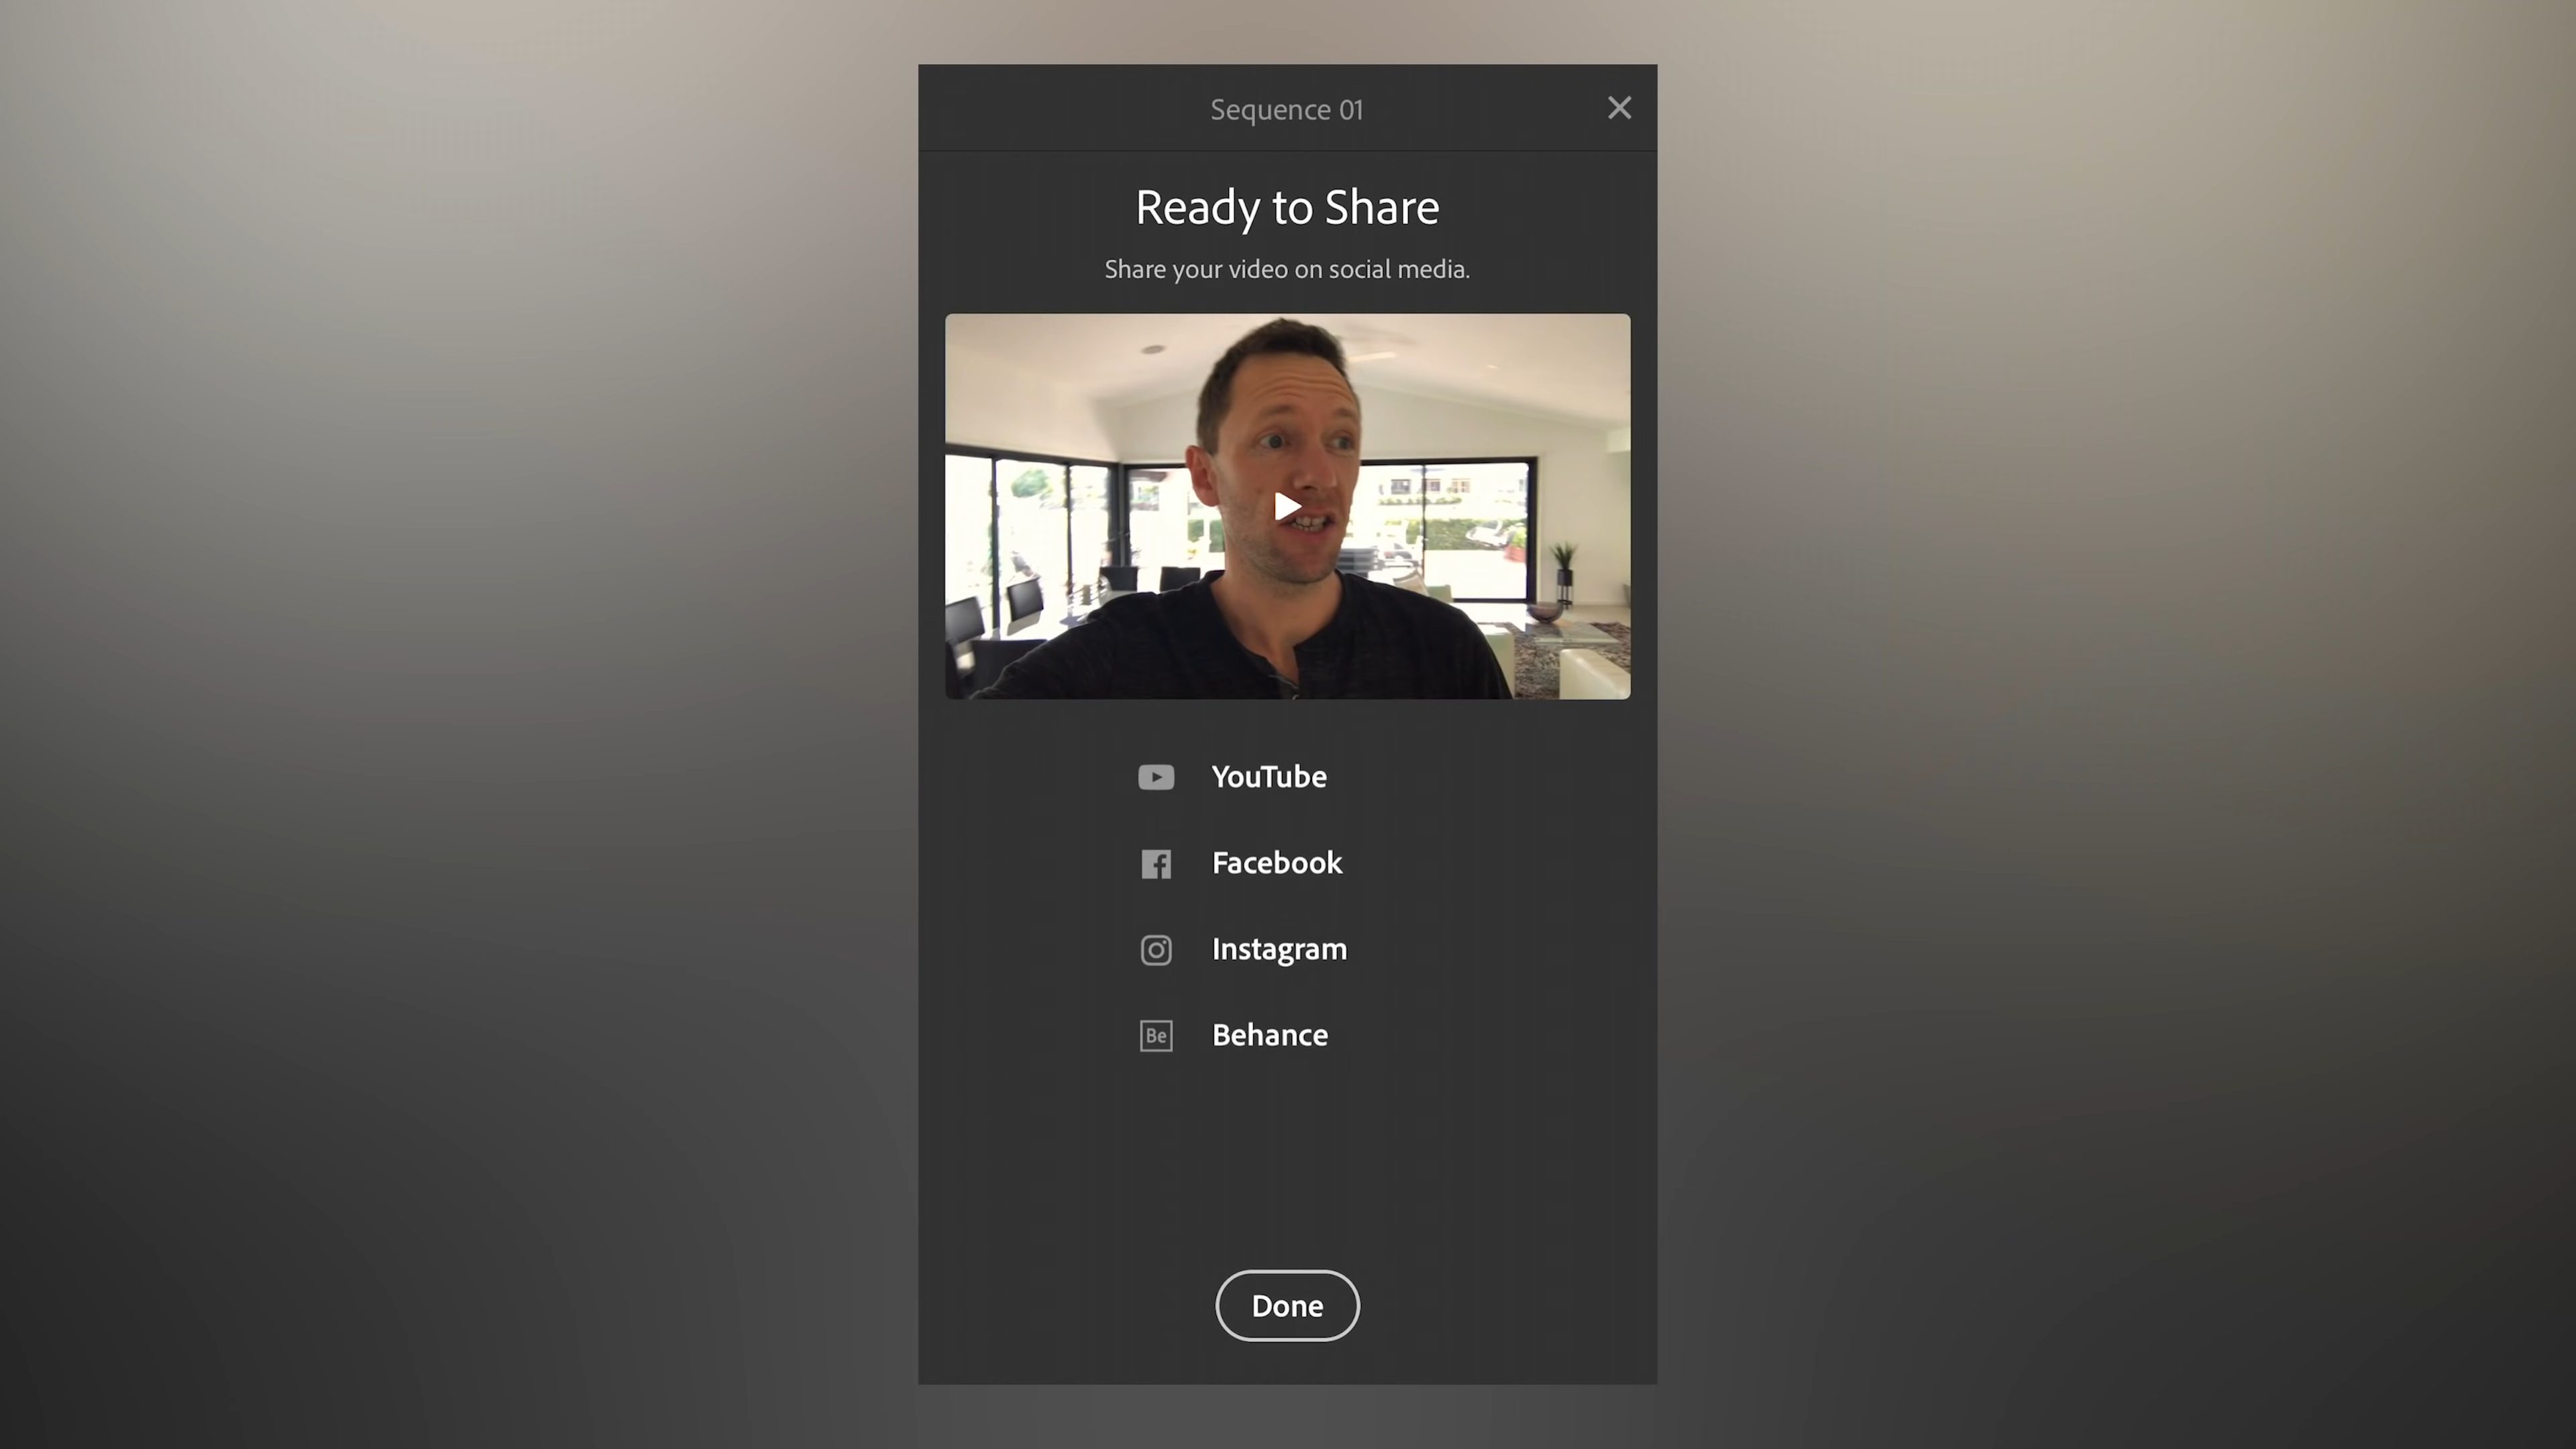 Sequence 01
Ready to Share
Share your video on social media.
YouTube
Facebook
Instagram
Be Behance
Done